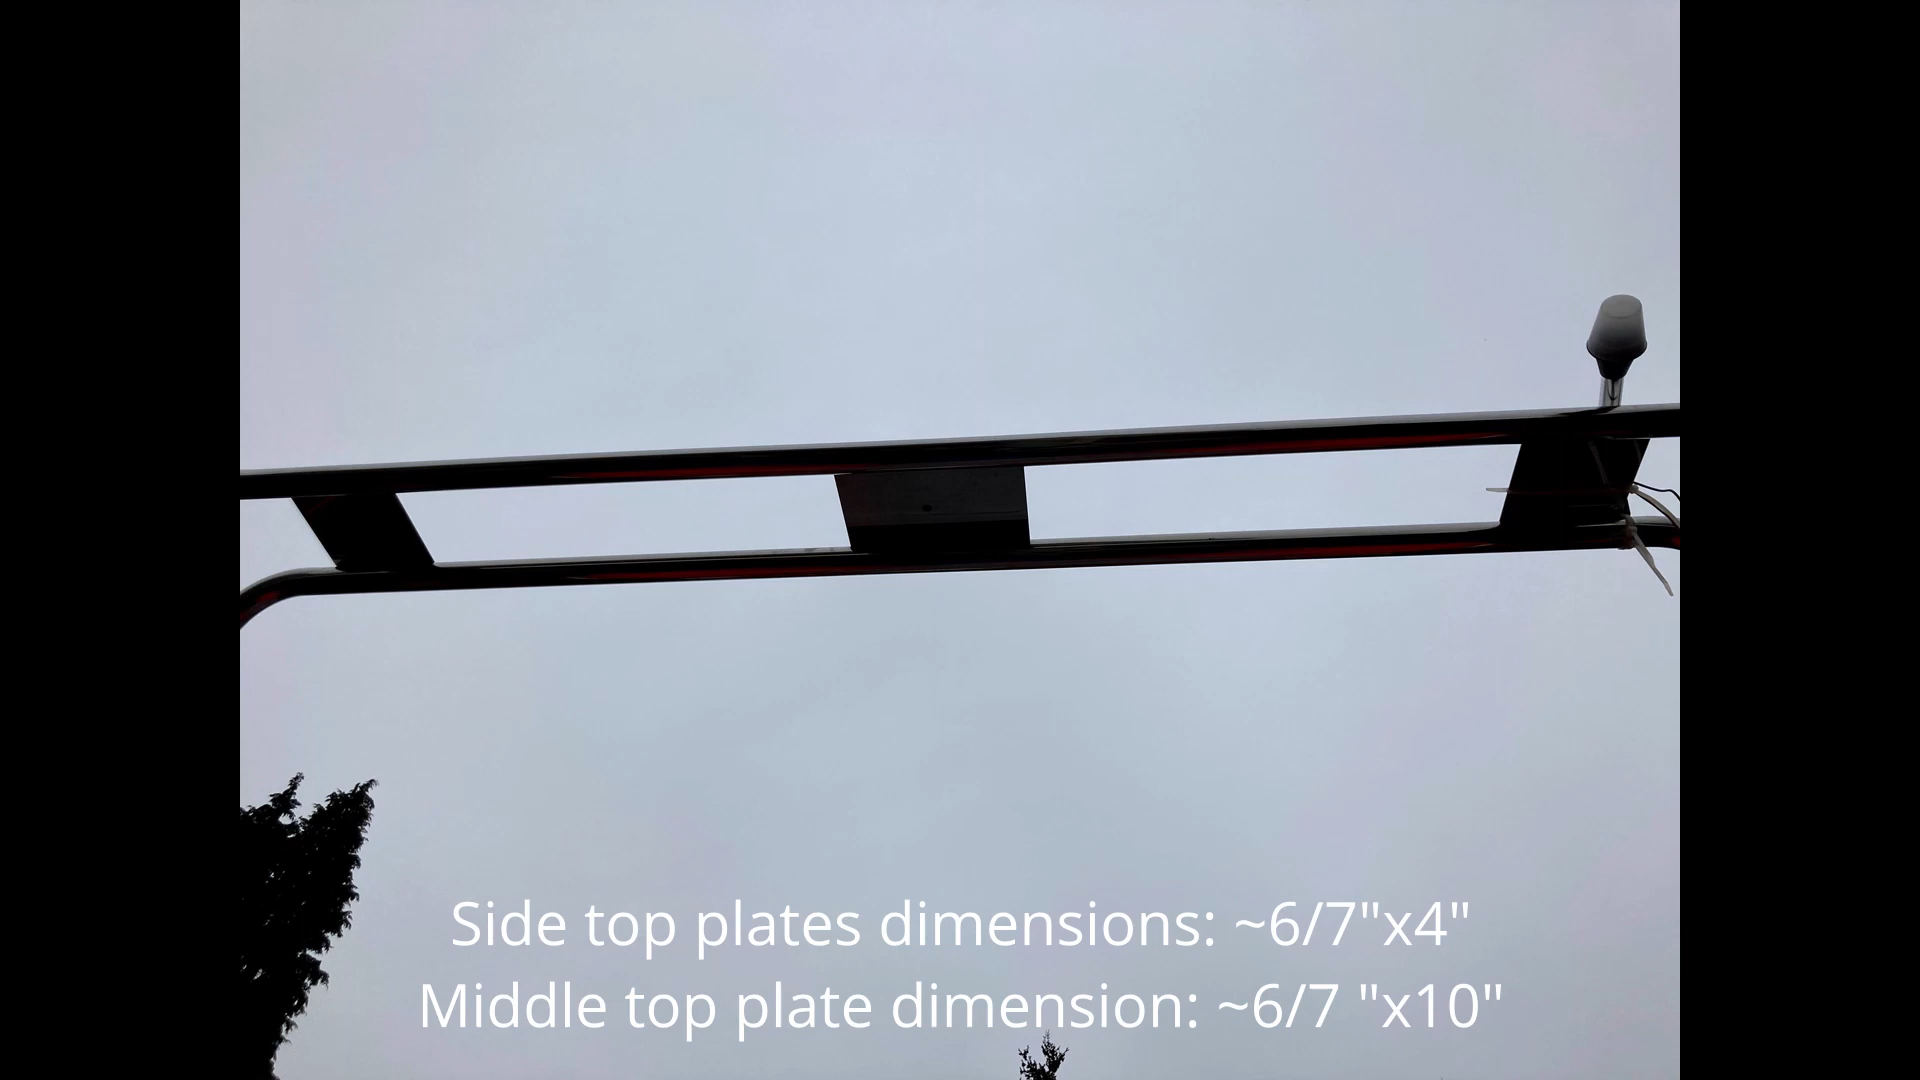 Side top plates dimensions: ~6/7"x4"
Middle top plate dimension: ~6/7 "x10"